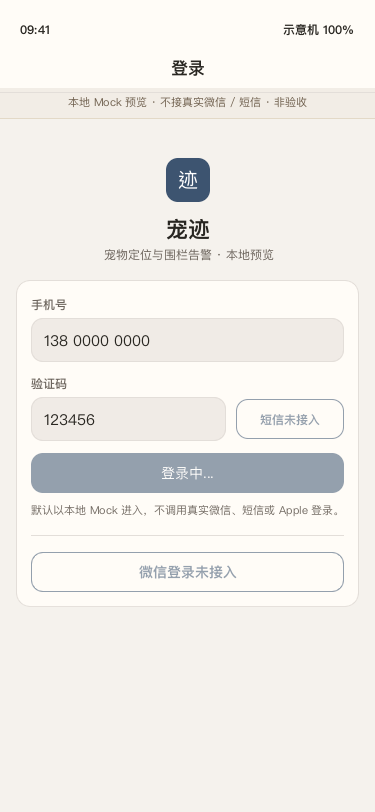 09:41 示意机 100%
登录
本地 Mock 预览 · 不接真实微信 / 短信 · 非验收
迹
宠迹
宠物定位与围栏告警 · 本地预览
手机号
138 0000 0000
验证码
123456 短信未接入
登录中...
默认以本地 Mock 进入，不调用真实微信、短信或 Apple 登录。
微信登录未接入